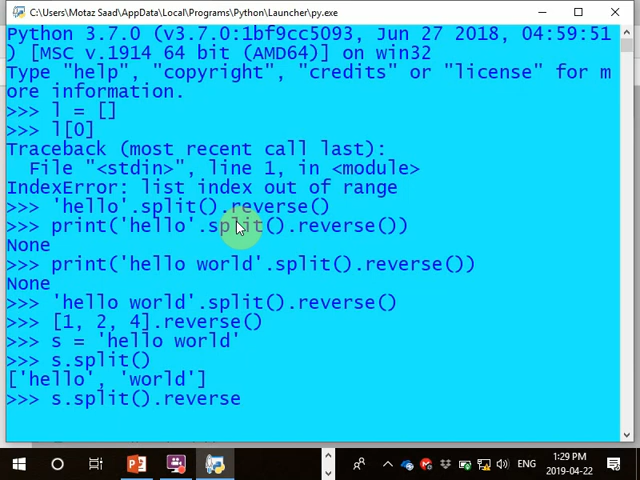 C:\Users\Motaz Saad\AppData\Local\Programs\Python\Launcher\py.exe
Python 3.7.0 (v3.7.0:1bf9cc5093, Jun 27 2018, 04:59:51
) [MSC v.1914 64 bit (AMD64)] on win32
Type "help", "copyright", "credits" or "license" for m
ore information.
>>> l = []
>>> l[0]
Traceback (most recent call last):
  File "<stdin>", line 1, in <module>
IndexError: list index out of range
>>> 'hello'.split().reverse()
>>> print('hello'.split().reverse())
None
>>> print('hello world'.split().reverse())
None
>>> 'hello world'.split().reverse()
>>> [1, 2, 4].reverse()
>>> s = 'hello world'
>>> s.split()
['hello', 'world']
>>> s.split().reverse
ENG
1:29 PM
2019-04-22